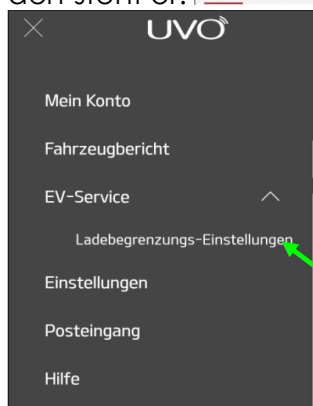 UVO
Mein Konto
Fahrzeugbericht
EV-Service
Ladebegrenzungs-Einstellungen
Einstellungen
Posteingang
Hilfe